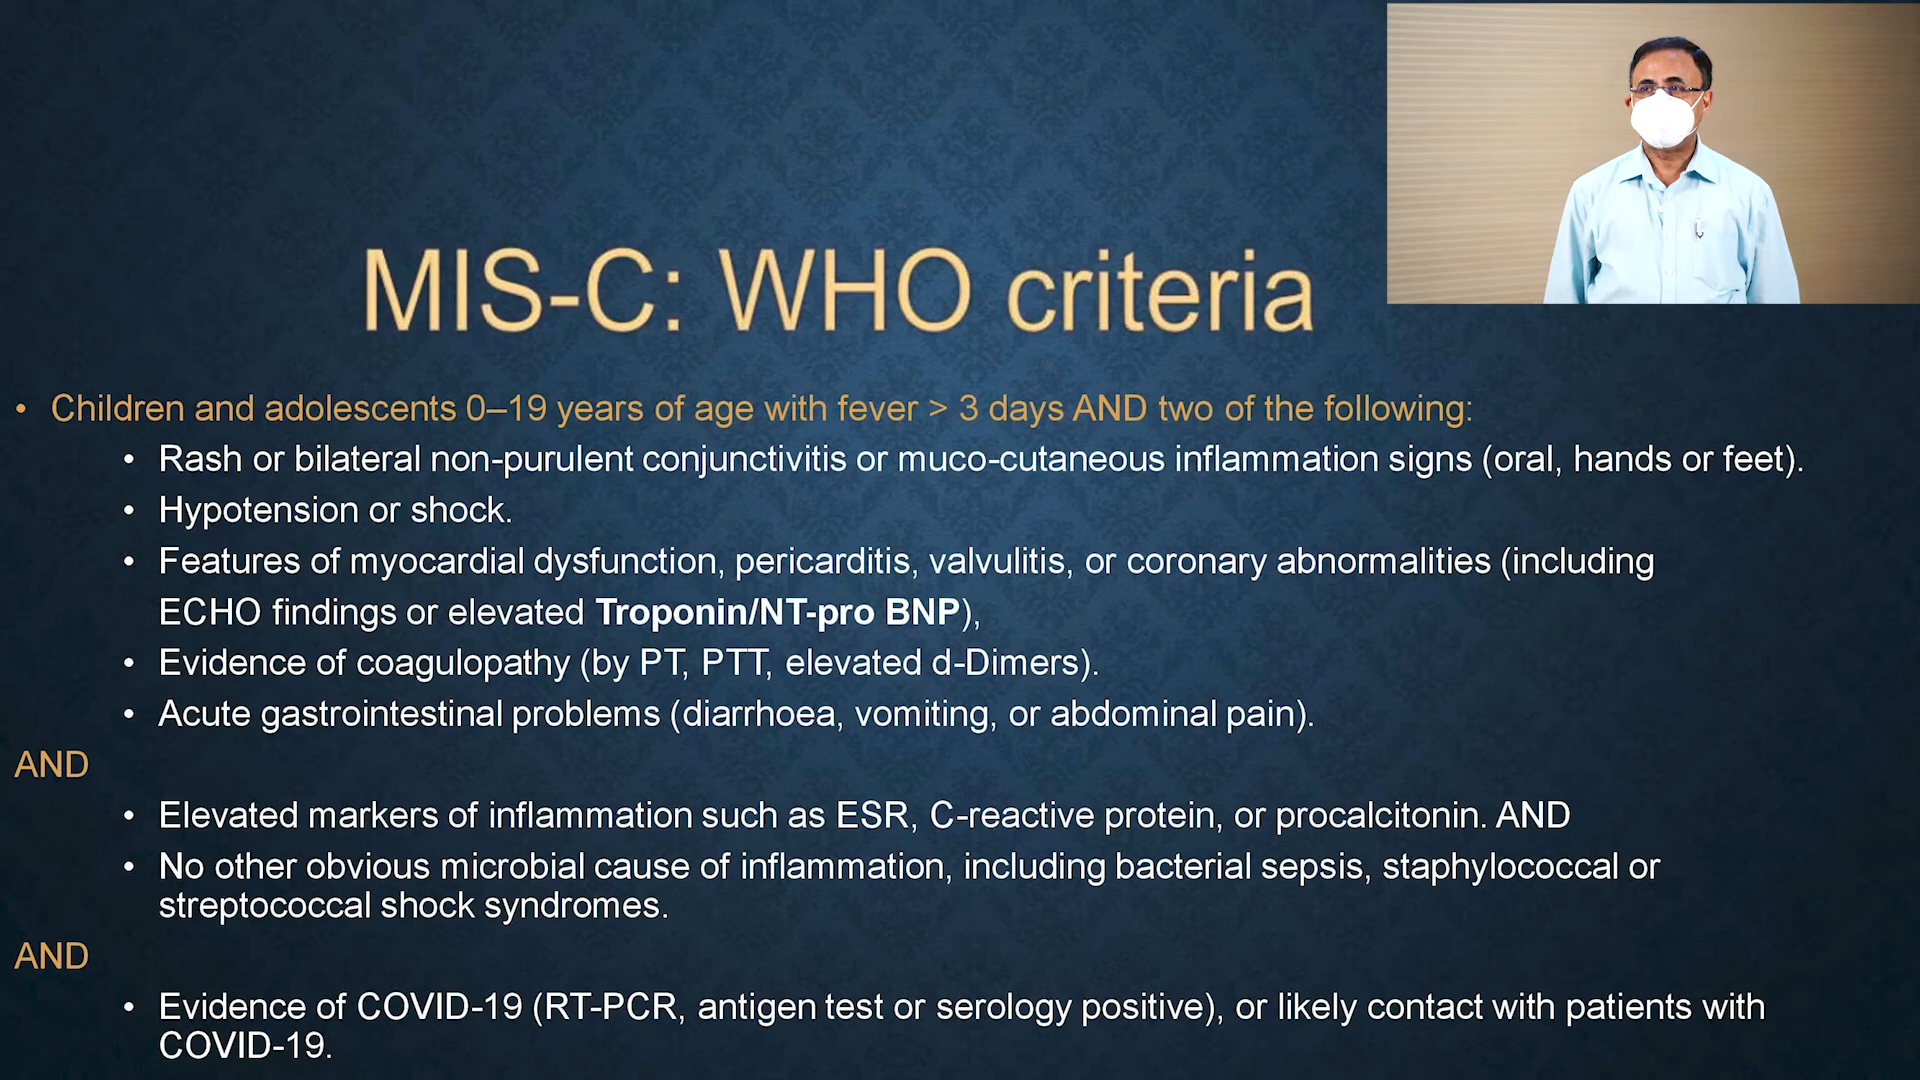 MIS-C: WHO criteria
• Children and adolescents 0–19 years of age with fever > 3 days AND two of the following:
• Rash or bilateral non-purulent conjunctivitis or muco-cutaneous inflammation signs (oral, hands or feet).
• Hypotension or shock.
• Features of myocardial dysfunction, pericarditis, valvulitis, or coronary abnormalities (including
ECHO findings or elevated Troponin/NT-pro BNP),
• Evidence of coagulopathy (by PT, PTT, elevated d-Dimers).
• Acute gastrointestinal problems (diarrhoea, vomiting, or abdominal pain).
AND
• Elevated markers of inflammation such as ESR, C-reactive protein, or procalcitonin. AND
• No other obvious microbial cause of inflammation, including bacterial sepsis, staphylococcal or
streptococcal shock syndromes.
AND
• Evidence of COVID-19 (RT-PCR, antigen test or serology positive), or likely contact with patients with
COVID-19.